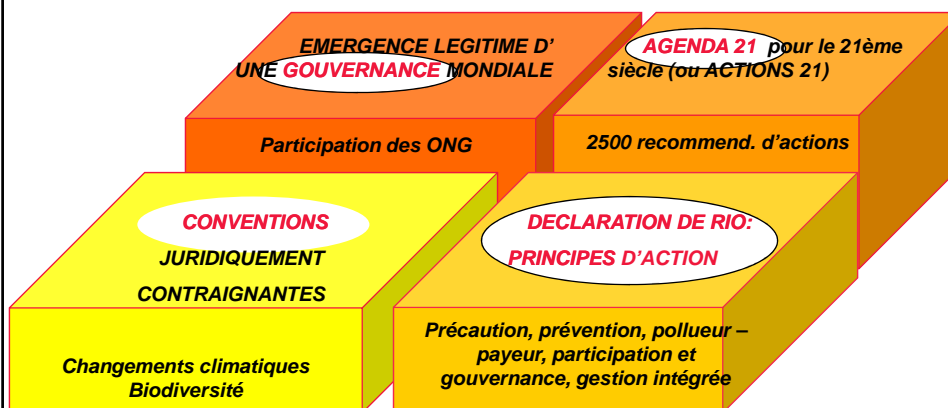 EMERGENCE LEGITIME D'
UNE GOUVERNANCE MONDIALE
Participation des ONG
AGENDA 21 pour le 21ème
siècle (ou ACTIONS 21)
2500 recommend. d'actions
CONVENTIONS
JURIDIQUEMENT
CONTRAIGNANTES
Changements climatiques
Biodiversité
DECLARATION DE RIO:
PRINCIPES D'ACTION
Précaution, prévention, pollueur –
payeur, participation et
gouvernance, gestion intégrée